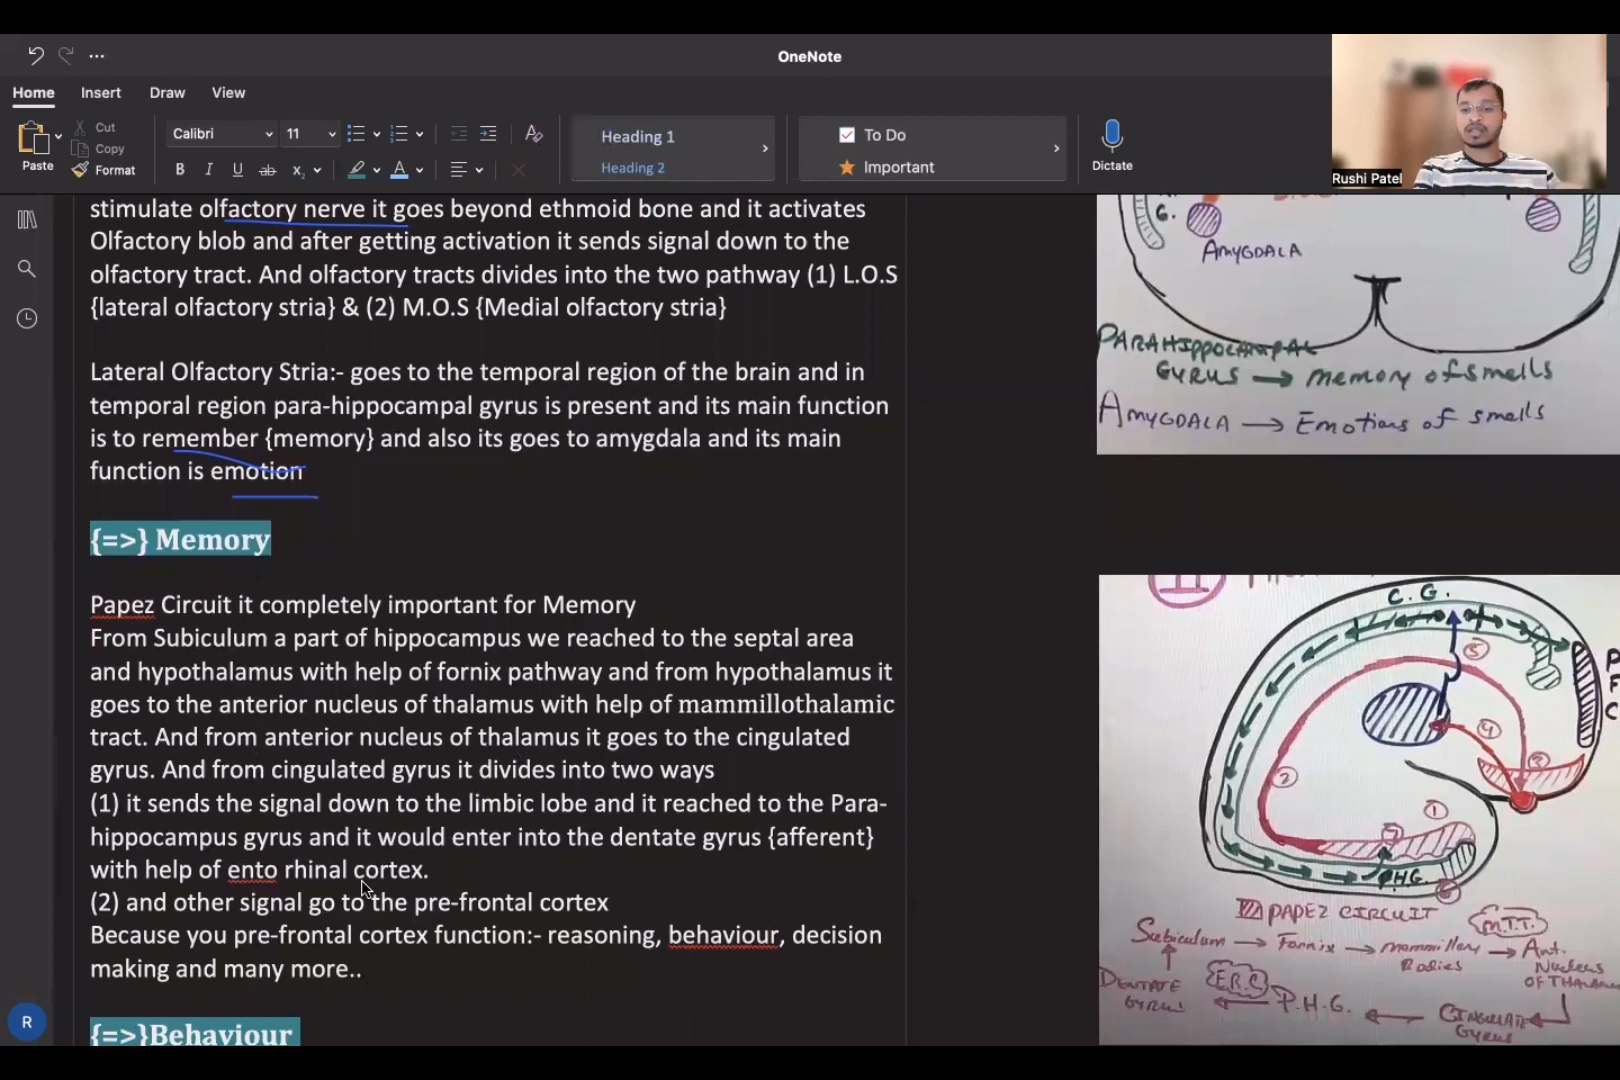 OneNote
Home Insert Draw View
Paste
Cut
Copy
Format
Calibri 11
B I U ab x₂ A
Heading 1
Heading 2
To Do
Important
Dictate
Rushi Patel
stimulate olfactory nerve it goes beyond ethmoid bone and it activates
Olfactory blob and after getting activation it sends signal down to the
olfactory tract. And olfactory tracts divides into the two pathway (1) L.O.S
{lateral olfactory stria} & (2) M.O.S {Medial olfactory stria}
Lateral Olfactory Stria:- goes to the temporal region of the brain and in
temporal region para-hippocampal gyrus is present and its main function
is to remember {memory} and also its goes to amygdala and its main
function is emotion
{=>} Memory
Papez Circuit it completely important for Memory
From Subiculum a part of hippocampus we reached to the septal area
and hypothalamus with help of fornix pathway and from hypothalamus it
goes to the anterior nucleus of thalamus with help of mammillothalamic
tract. And from anterior nucleus of thalamus it goes to the cingulated
gyrus. And from cingulated gyrus it divides into two ways
(1) it sends the signal down to the limbic lobe and it reached to the Para-
hippocampus gyrus and it would enter into the dentate gyrus {afferent}
with help of ento rhinal cortex.
(2) and other signal go to the pre-frontal cortex
Because you pre-frontal cortex function:- reasoning, behaviour, decision
making and many more..
{=>}Behaviour
R
G.
AMYGDALA
PARAHIPPOCAMPAL
GYRUS → MEMORY OF SMELLS
AMYGDALA → EMOTIONS OF SMELLS
C.G.
P
F
C
5
4
3
2
1
7
6
P.H.G.
PAPEZ CIRCUIT
M.T.T.
Subiculum → Fornix → mammillary Bodies → Ant. Nucleus OF THALA
DENTATE GYRUS ← E.R.C ← P.H.G. ← CINGULATE GYRUS